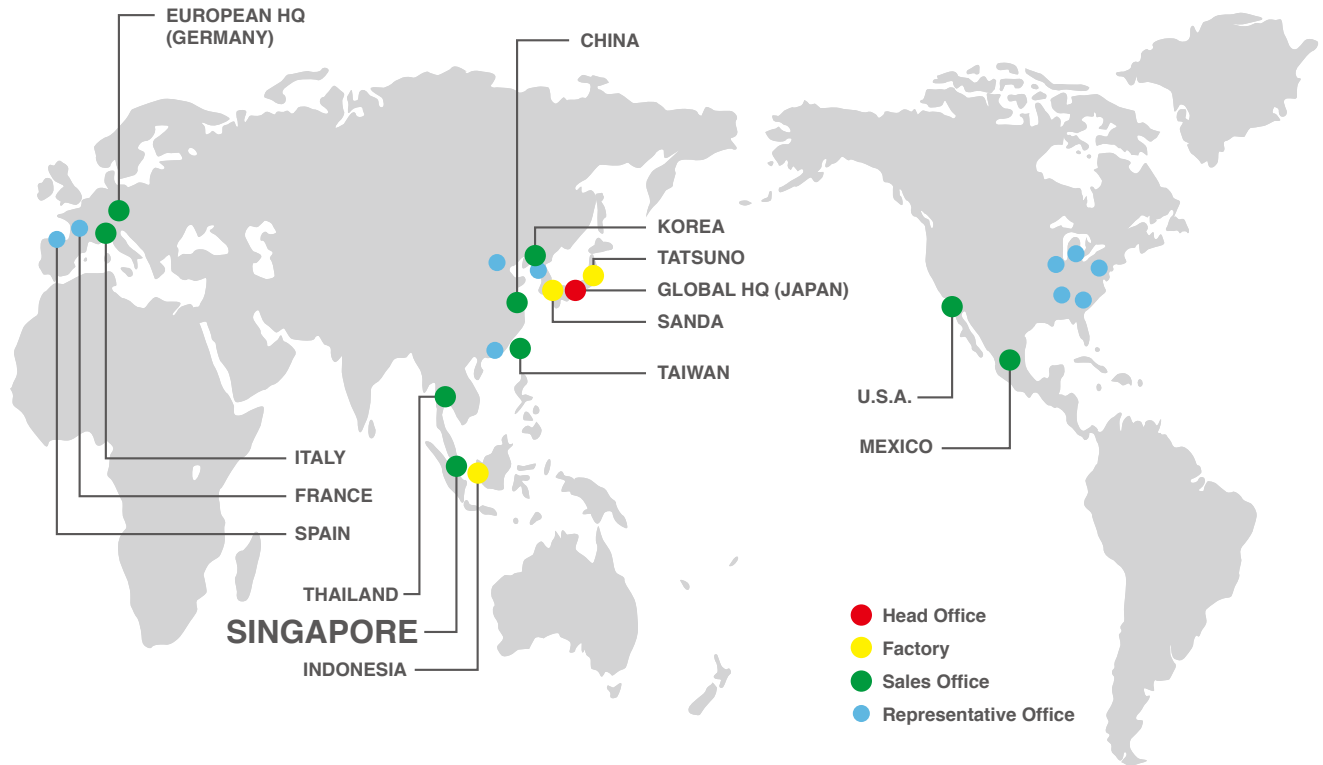 EUROPEAN HQ
(GERMANY)
CHINA
KOREA
TATSUNO
GLOBAL HQ (JAPAN)
SANDA
TAIWAN
U.S.A.
MEXICO
ITALY
FRANCE
SPAIN
THAILAND
SINGAPORE
INDONESIA
Head Office
Factory
Sales Office
Representative Office